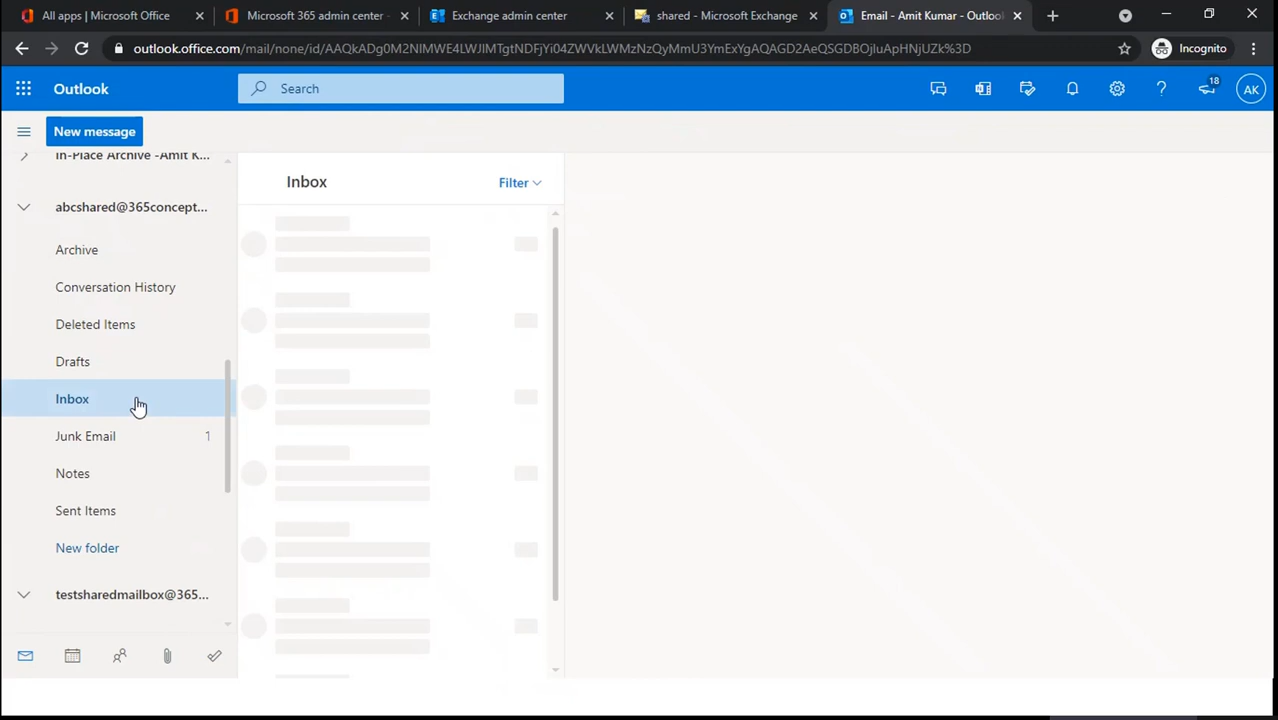 All apps | Microsoft Office
Microsoft 365 admin center -
Exchange admin center
shared - Microsoft Exchange
Email - Amit Kumar - Outloo
outlook.office.com/mail/none/id/AAQkADg0M2NlMWE4LWJlMTgtNDFjYi04ZWVkLWMzNzQyMmU3YmExYgAQAGD2AeQSGDBOjluApHNjUZk%3D
Incognito
Outlook
Search
18
AK
New message
In-Place Archive -Amit K...
Inbox
Filter
abcshared@365concept...
Archive
Conversation History
Deleted Items
Drafts
Inbox
Junk Email 1
Notes
Sent Items
New folder
testsharedmailbox@365...